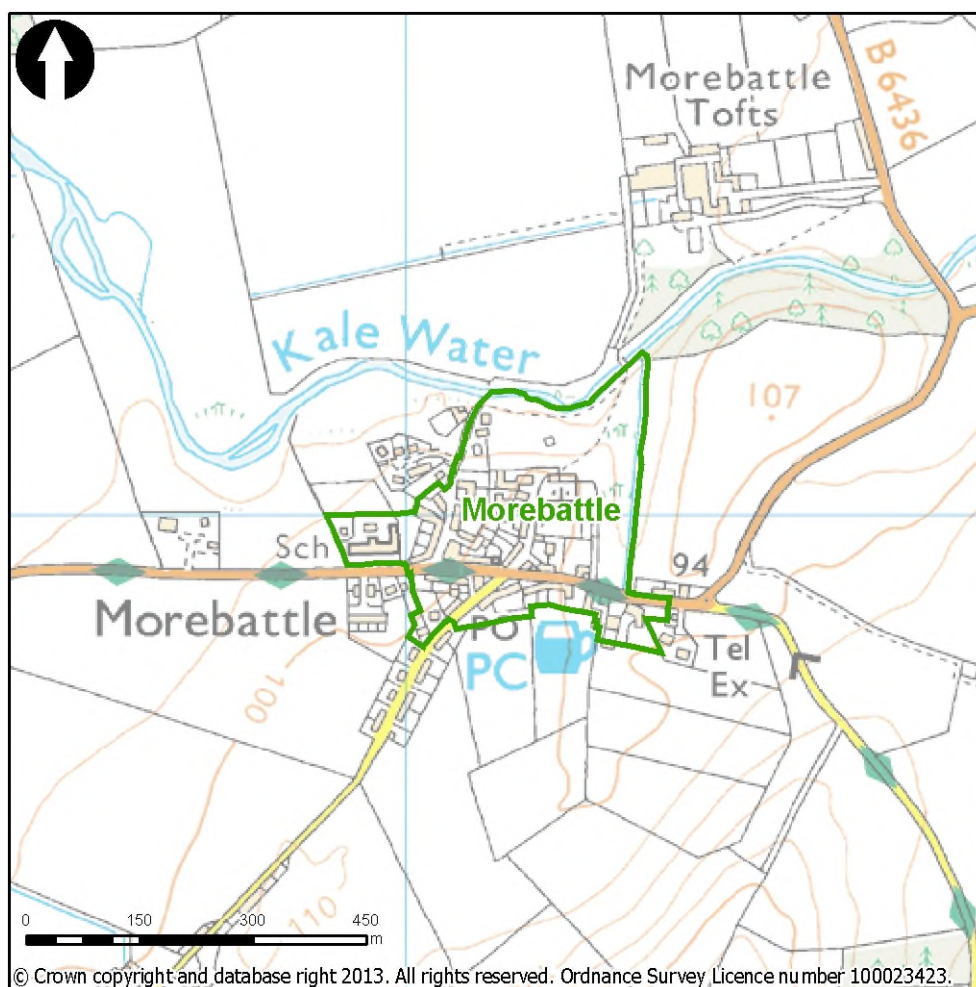 Morebattle
Tofts
B 6436
Kale Water
107
Morebattle
Sch
94
Morebattle
PO
PC
Tel
Ex
100
110
0 150 300 450
m
© Crown copyright and database right 2013. All rights reserved. Ordnance Survey Licence number 100023423.